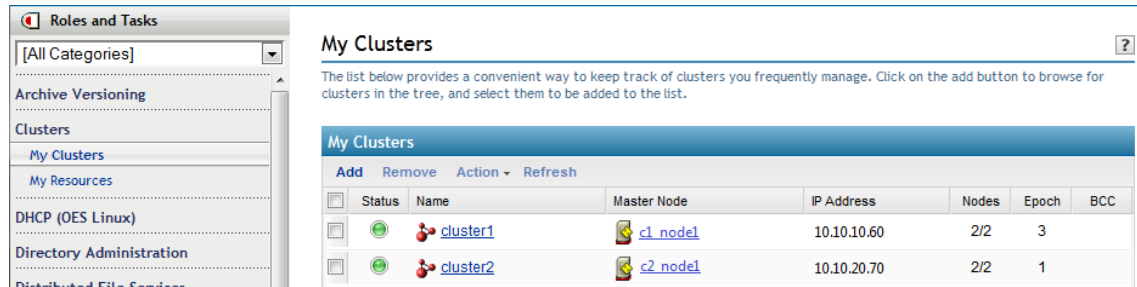 Roles and Tasks
[All Categories]
Archive Versioning
Clusters
My Clusters
My Resources
DHCP (OES Linux)
Directory Administration
Distributed File Services
My Clusters
?
The list below provides a convenient way to keep track of clusters you frequently manage. Click on the add button to browse for
clusters in the tree, and select them to be added to the list.
My Clusters
Add Remove Action Refresh
Status Name Master Node IP Address Nodes Epoch BCC
cluster1 c1_node1 10.10.10.60 2/2 3
cluster2 c2_node1 10.10.20.70 2/2 1